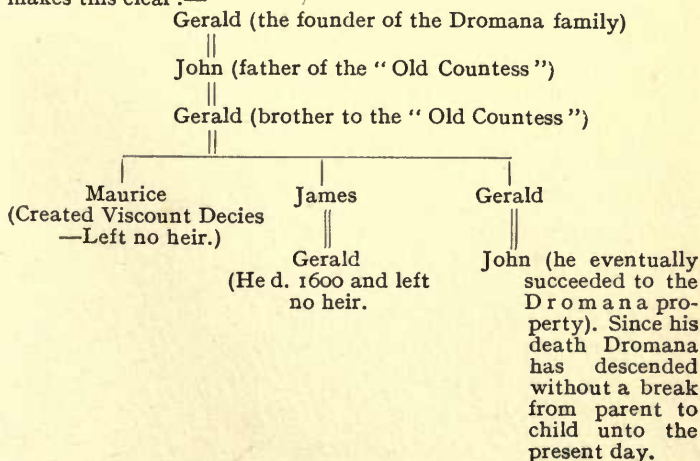 makes this clear :—
Gerald (the founder of the Dromana family)
John (father of the “ Old Countess ”)
Gerald (brother to the “ Old Countess ”)
Maurice
(Created Viscount Decies
—Left no heir.)
James
Gerald
(He d. 1600 and left
no heir.
Gerald
John (he eventually
succeeded to the
Dromana pro-
perty). Since his
death Dromana
has descended
without a break
from parent to
child unto the
present day.